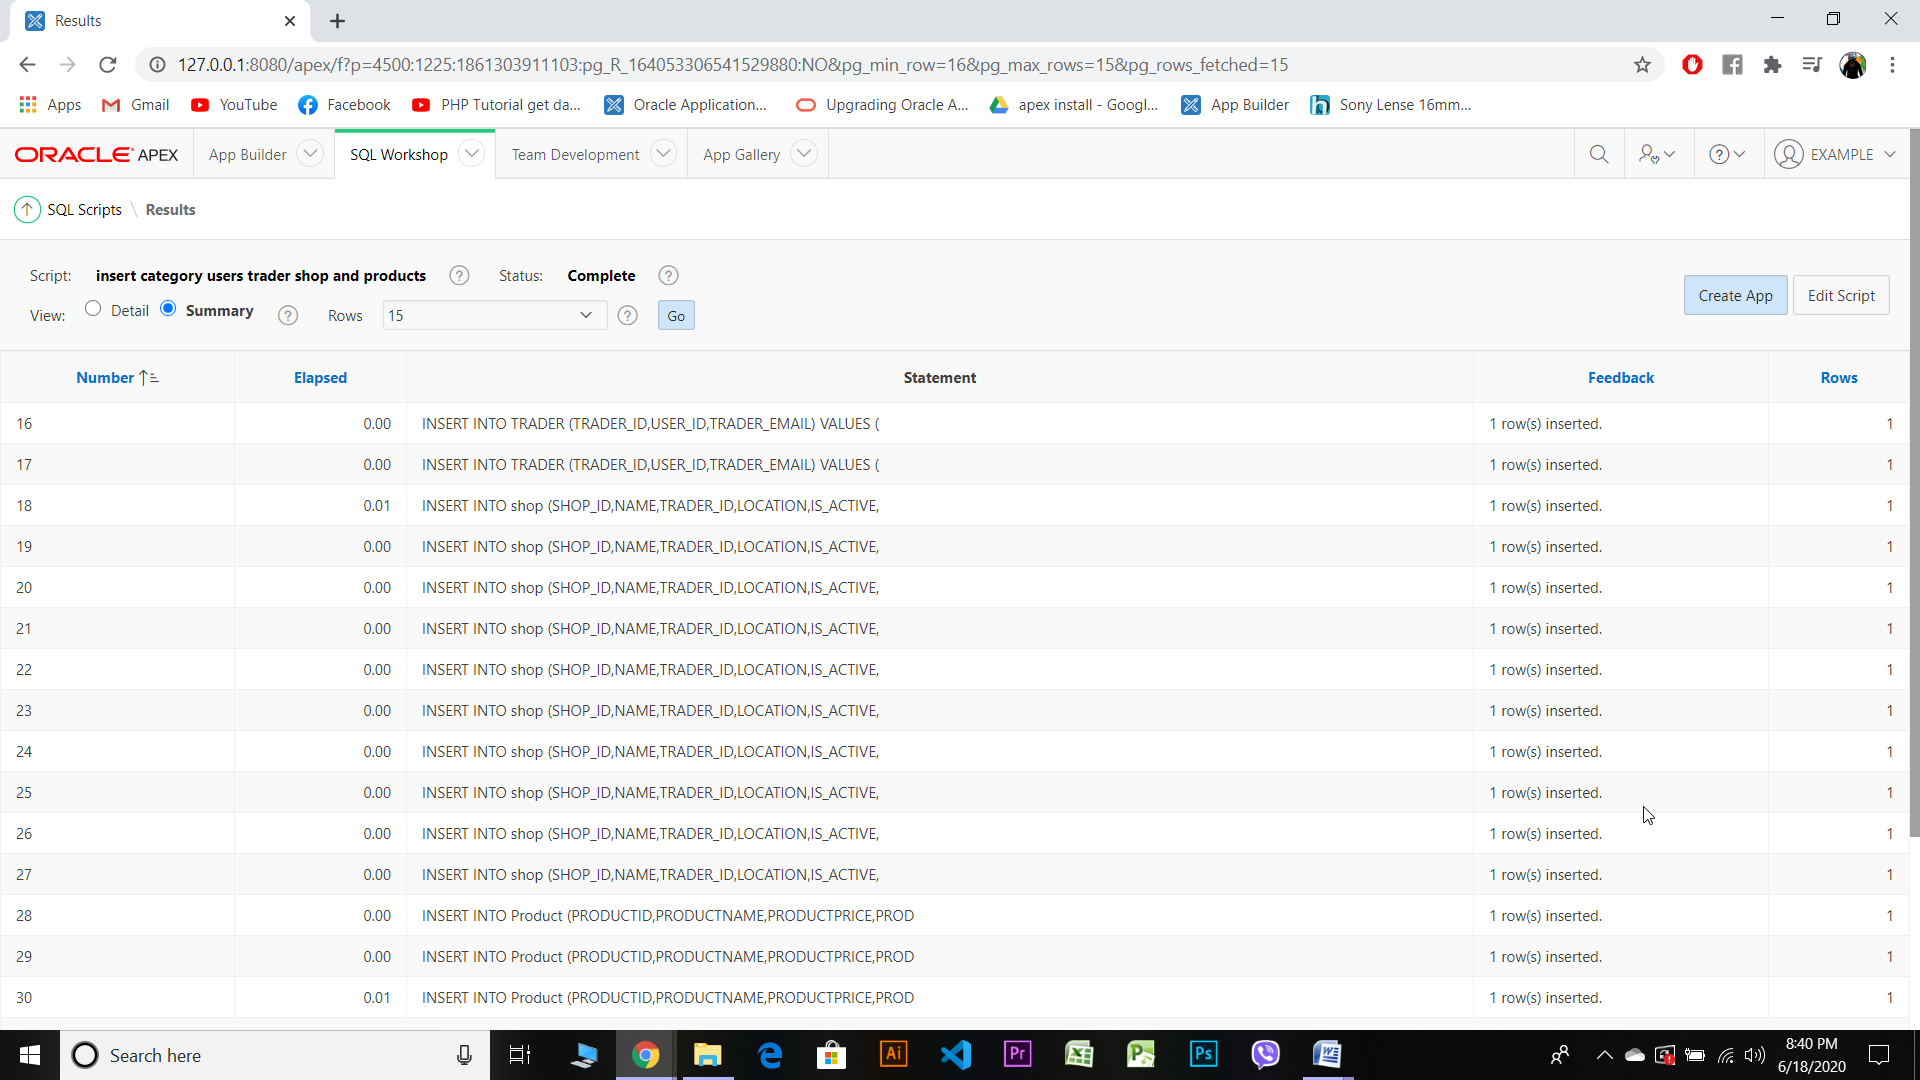 Results
127.0.0.1:8080/apex/f?p=4500:1225:1861303911103:pg_R_164053306541529880:NO&pg_min_row=16&pg_max_rows=15&pg_rows_fetched=15
Apps Gmail YouTube Facebook PHP Tutorial get da... Oracle Application... Upgrading Oracle A... apex install - Googl... App Builder Sony Lense 16mm...
ORACLE APEX App Builder SQL Workshop Team Development App Gallery EXAMPLE
SQL Scripts \ Results
Script: insert category users trader shop and products Status: Complete
Create App Edit Script
View: Detail Summary Rows 15 Go
Number Elapsed Statement Feedback Rows
16 0.00 INSERT INTO TRADER (TRADER_ID,USER_ID,TRADER_EMAIL) VALUES ( 1 row(s) inserted. 1
17 0.00 INSERT INTO TRADER (TRADER_ID,USER_ID,TRADER_EMAIL) VALUES ( 1 row(s) inserted. 1
18 0.01 INSERT INTO shop (SHOP_ID,NAME,TRADER_ID,LOCATION,IS_ACTIVE, 1 row(s) inserted. 1
19 0.00 INSERT INTO shop (SHOP_ID,NAME,TRADER_ID,LOCATION,IS_ACTIVE, 1 row(s) inserted. 1
20 0.00 INSERT INTO shop (SHOP_ID,NAME,TRADER_ID,LOCATION,IS_ACTIVE, 1 row(s) inserted. 1
21 0.00 INSERT INTO shop (SHOP_ID,NAME,TRADER_ID,LOCATION,IS_ACTIVE, 1 row(s) inserted. 1
22 0.00 INSERT INTO shop (SHOP_ID,NAME,TRADER_ID,LOCATION,IS_ACTIVE, 1 row(s) inserted. 1
23 0.00 INSERT INTO shop (SHOP_ID,NAME,TRADER_ID,LOCATION,IS_ACTIVE, 1 row(s) inserted. 1
24 0.00 INSERT INTO shop (SHOP_ID,NAME,TRADER_ID,LOCATION,IS_ACTIVE, 1 row(s) inserted. 1
25 0.00 INSERT INTO shop (SHOP_ID,NAME,TRADER_ID,LOCATION,IS_ACTIVE, 1 row(s) inserted. 1
26 0.00 INSERT INTO shop (SHOP_ID,NAME,TRADER_ID,LOCATION,IS_ACTIVE, 1 row(s) inserted. 1
27 0.00 INSERT INTO shop (SHOP_ID,NAME,TRADER_ID,LOCATION,IS_ACTIVE, 1 row(s) inserted. 1
28 0.00 INSERT INTO Product (PRODUCTID,PRODUCTNAME,PRODUCTPRICE,PROD 1 row(s) inserted. 1
29 0.00 INSERT INTO Product (PRODUCTID,PRODUCTNAME,PRODUCTPRICE,PROD 1 row(s) inserted. 1
30 0.01 INSERT INTO Product (PRODUCTID,PRODUCTNAME,PRODUCTPRICE,PROD 1 row(s) inserted. 1
Search here Ai Pr Ps 8:40 PM
6/18/2020